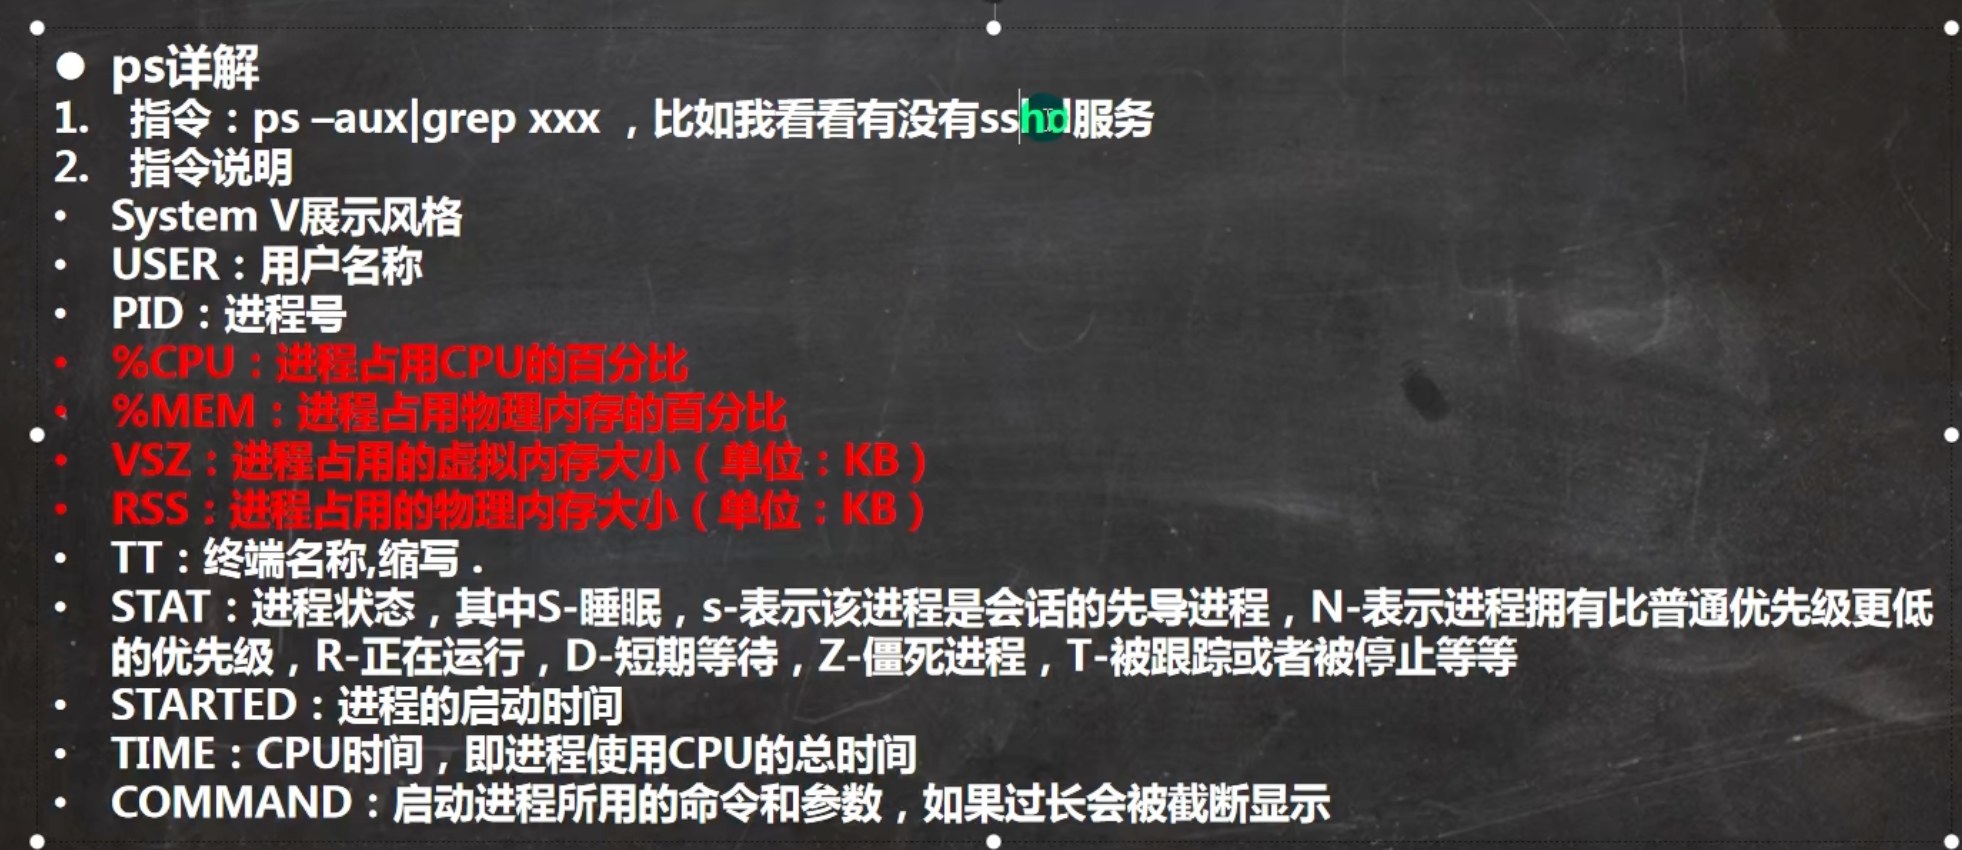 ● ps详解
1. 指令：ps –aux|grep xxx ，比如我看看有没有sshd服务
2. 指令说明
• System V展示风格
• USER：用户名称
• PID：进程号
• %CPU：进程占用CPU的百分比
• %MEM：进程占用物理内存的百分比
• VSZ：进程占用的虚拟内存大小（单位：KB）
• RSS：进程占用的物理内存大小（单位：KB）
• TT：终端名称,缩写 .
• STAT：进程状态，其中S-睡眠，s-表示该进程是会话的先导进程，N-表示进程拥有比普通优先级更低
的优先级，R-正在运行，D-短期等待，Z-僵死进程，T-被跟踪或者被停止等等
• STARTED：进程的启动时间
• TIME：CPU时间，即进程使用CPU的总时间
• COMMAND：启动进程所用的命令和参数，如果过长会被截断显示